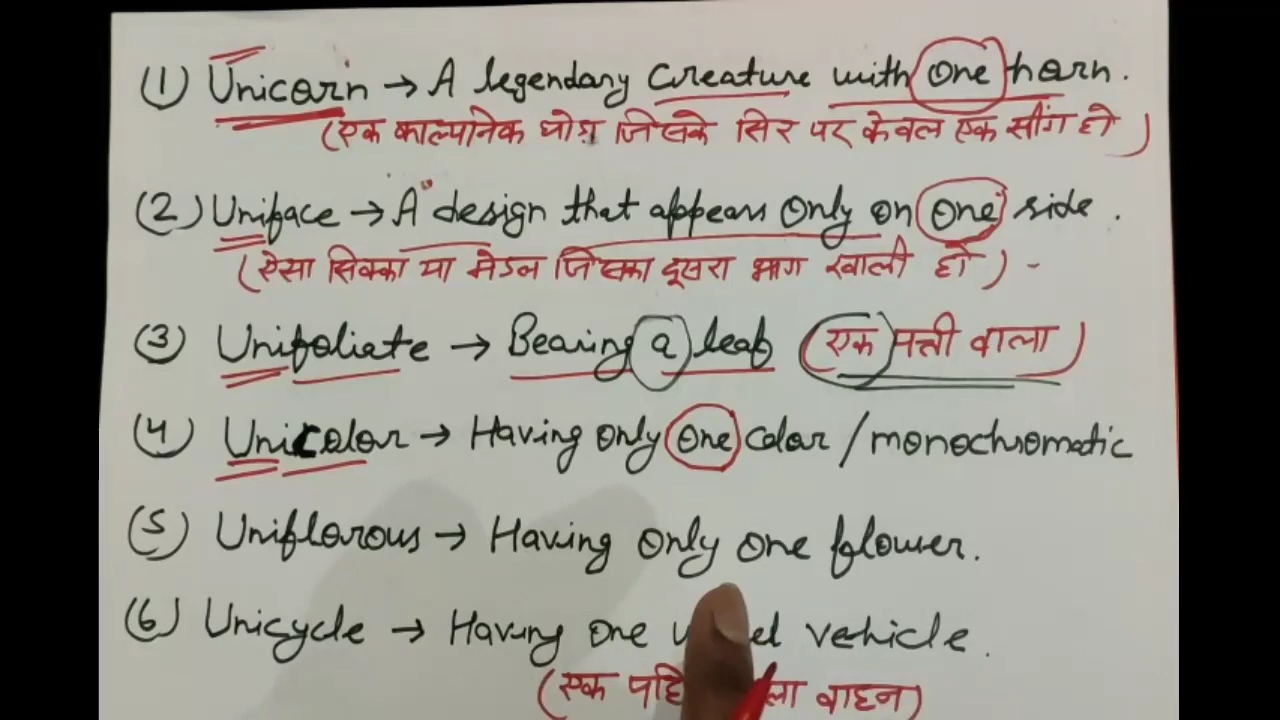 (1) Unicorn → A legendary creature with one horn.
(एक काल्पनिक घोड़ा जिसके सिर पर केवल एक सींग हो)
(2) Uniface → A design that appears only on one side.
(ऐसा सिक्का या मेडल जिसका दूसरा भाग खाली हो)
(3) Unifoliate → Bearing a leaf (एक पत्ती वाला)
(4) Unicolor → Having only one color / monochromatic
(5) Uniflorous → Having only one flower.
(6) Unicycle → Having one vehicle.
(एक वाहन)